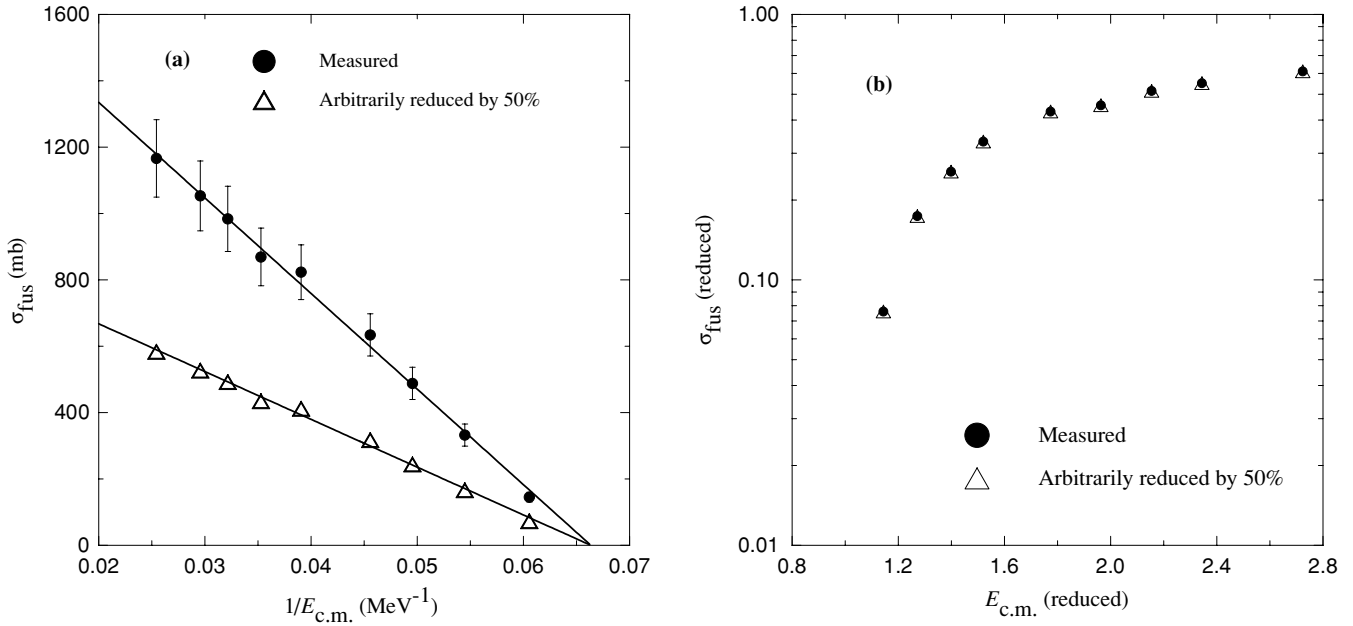 1600
1200
800
400
0
0.02 0.03 0.04 0.05 0.06 0.07
σfus (mb)
1/Ec.m. (MeV-1)
(a)
Measured
Arbitrarily reduced by 50%
1.00
0.10
0.01
0.8 1.2 1.6 2.0 2.4 2.8
σfus (reduced)
Ec.m. (reduced)
(b)
Measured
Arbitrarily reduced by 50%